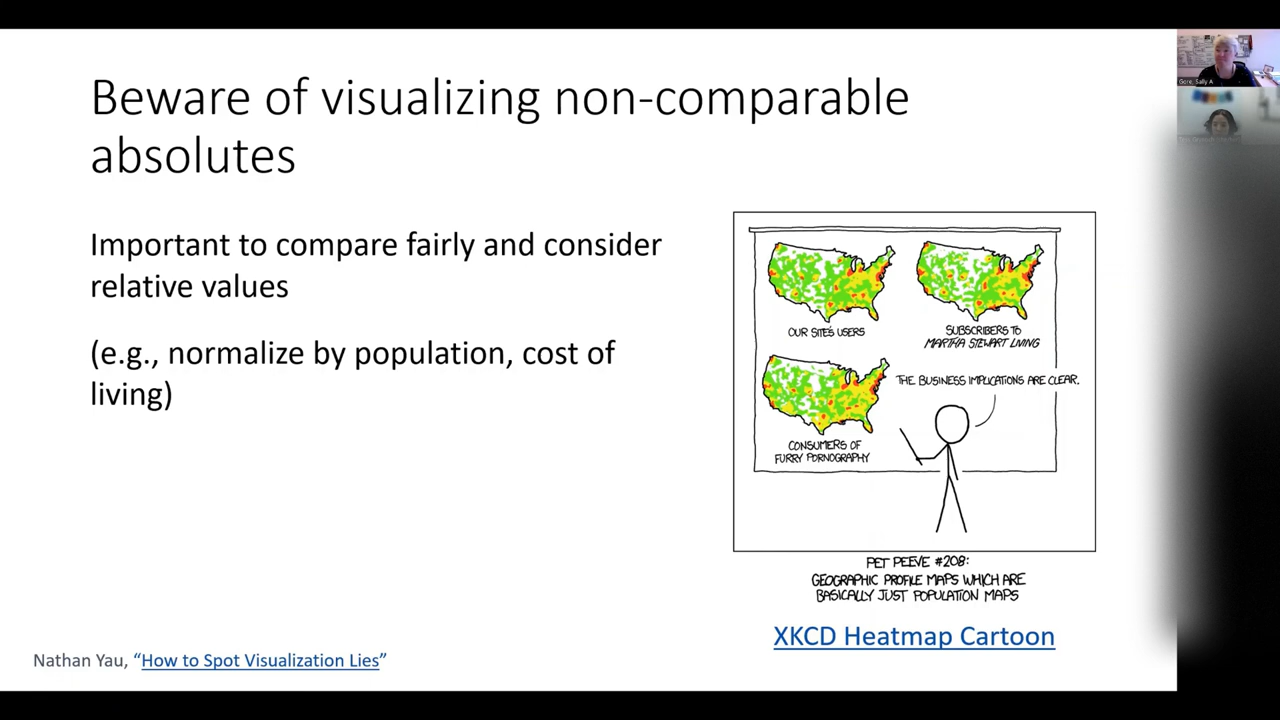 Beware of visualizing non-comparable
absolutes
Important to compare fairly and consider
relative values
(e.g., normalize by population, cost of
living)
OUR SITE'S USERS
SUBSCRIBERS TO
MARTHA STEWART LIVING
CONSUMERS OF
FURRY PORNOGRAPHY
THE BUSINESS IMPLICATIONS ARE CLEAR.
PET PEEVE #208:
GEOGRAPHIC PROFILE MAPS WHICH ARE
BASICALLY JUST POPULATION MAPS
XKCD Heatmap Cartoon
Nathan Yau, “How to Spot Visualization Lies”
Gore, Sally A